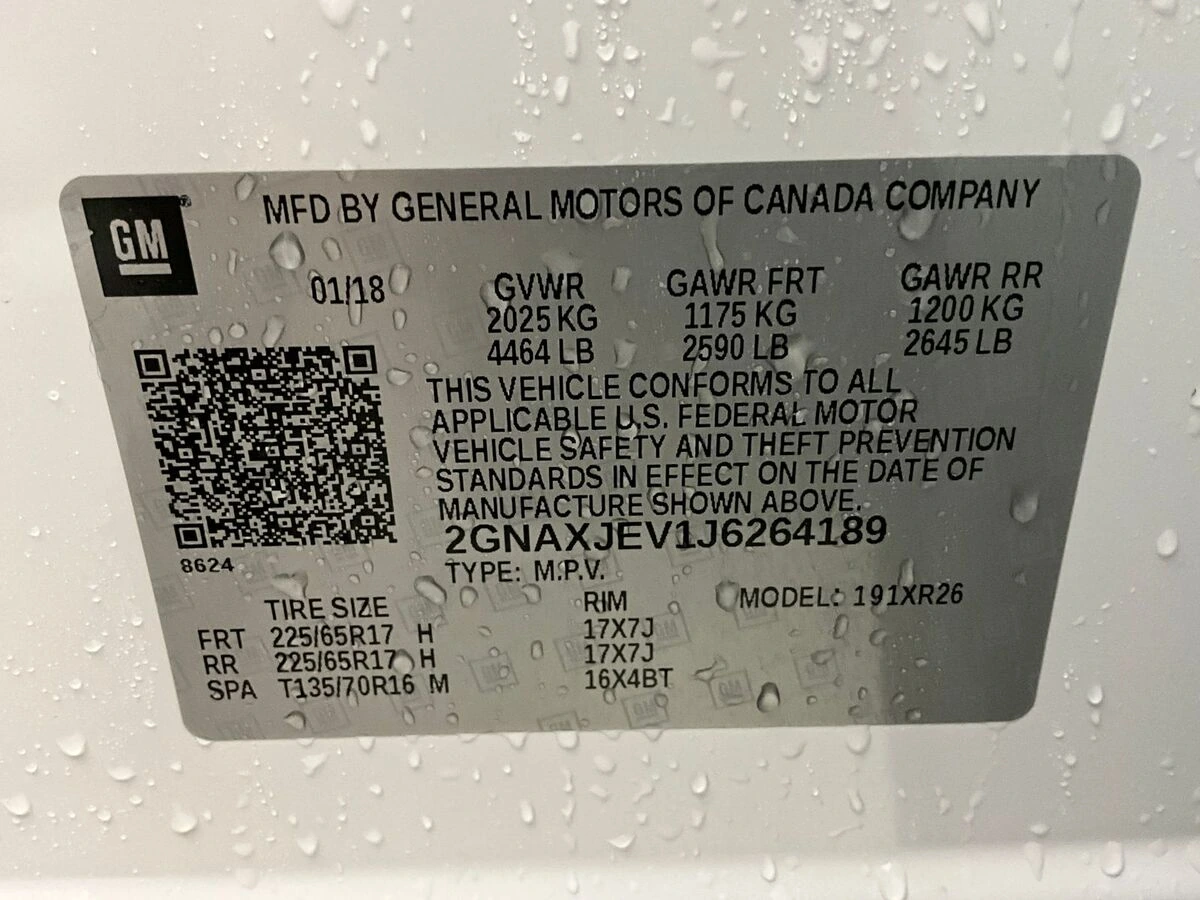 GM
MFD BY GENERAL MOTORS OF CANADA COMPANY
01/18 GVWR GAWR FRT GAWR RR
2025 KG 1175 KG 1200 KG
4464 LB 2590 LB 2645 LB
THIS VEHICLE CONFORMS TO ALL
APPLICABLE U.S. FEDERAL MOTOR
VEHICLE SAFETY AND THEFT PREVENTION
STANDARDS IN EFFECT ON THE DATE OF
MANUFACTURE SHOWN ABOVE.
2GNAXJEV1J6264189
8624 TYPE: M.P.V.
TIRE SIZE RIM MODEL: 191XR26
FRT 225/65R17 H 17X7J
RR 225/65R17 H 17X7J
SPA T135/70R16 M 16X4BT